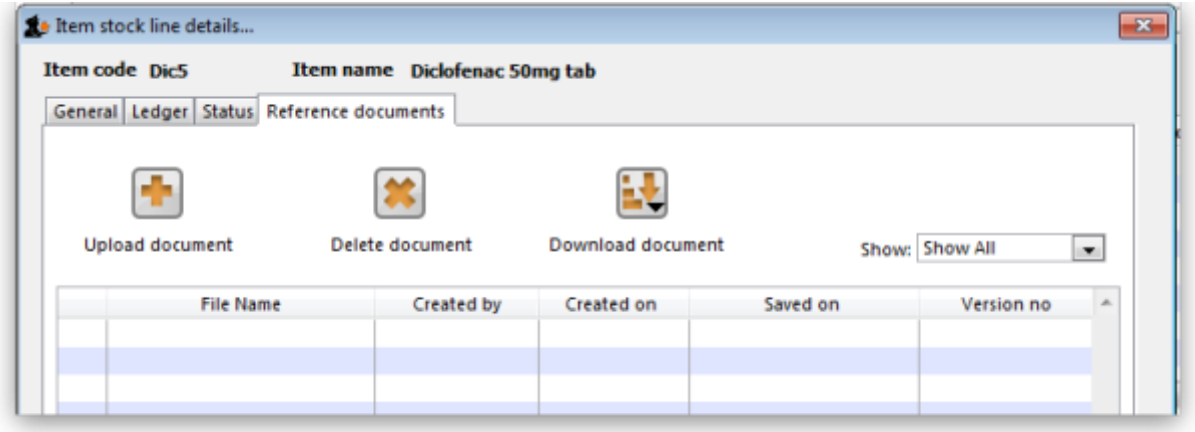 Item stock line details...
Item code Dic5 Item name Diclofenac 50mg tab
General Ledger Status Reference documents
Upload document Delete document Download document Show: Show All
File Name Created by Created on Saved on Version no